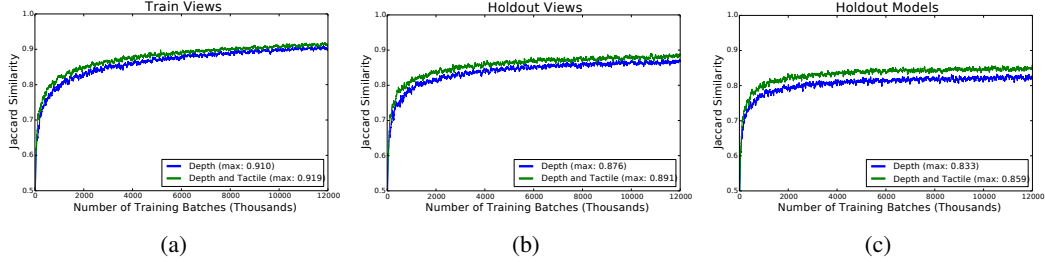 Train Views
Jaccard Similarity
1.0
0.9
0.8
0.7
0.6
0.5
Depth (max: 0.910)
Depth and Tactile (max: 0.919)
0 2000 4000 6000 8000 10000 12000
Number of Training Batches (Thousands)
(a)
Holdout Views
Jaccard Similarity
1.0
0.9
0.8
0.7
0.6
0.5
Depth (max: 0.876)
Depth and Tactile (max: 0.891)
0 2000 4000 6000 8000 10000 12000
Number of Training Batches (Thousands)
(b)
Holdout Models
Jaccard Similarity
1.0
0.9
0.8
0.7
0.6
0.5
Depth (max: 0.833)
Depth and Tactile (max: 0.859)
0 2000 4000 6000 8000 10000 12000
Number of Training Batches (Thousands)
(c)